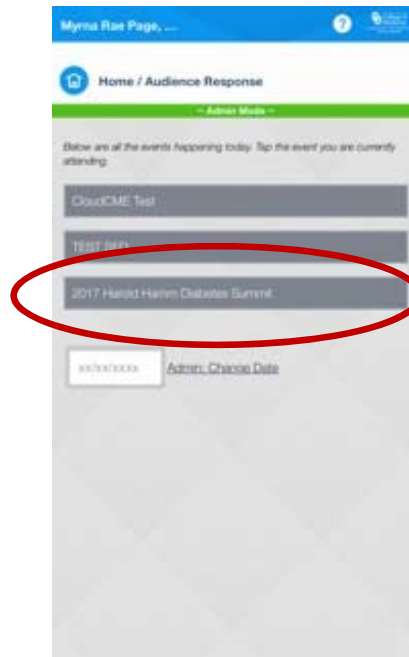 Myrna Rae Page, ...
?
Home / Audience Response
~ Admin Mode ~
Below are all the events happening today. Tap the event you are currently
attending.
CloudCME Test
TEST RED
2017 Harold Hamm Diabetes Summit
xx/xx/xxxx Admin: Change Date